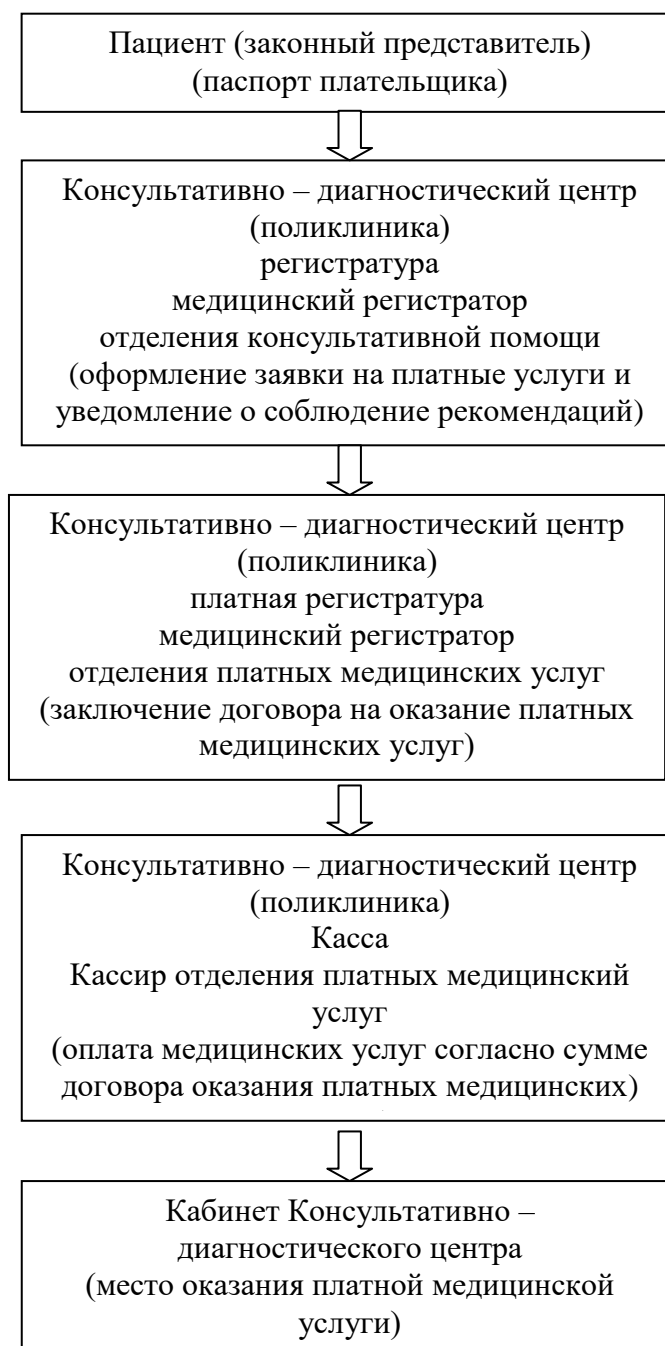 Пациент (законный представитель)
(паспорт плательщика)
Консультативно – диагностический центр
(поликлиника)
регистратура
медицинский регистратор
отделения консультативной помощи
(оформление заявки на платные услуги и
уведомление о соблюдение рекомендаций)
Консультативно – диагностический центр
(поликлиника)
платная регистратура
медицинский регистратор
отделения платных медицинских услуг
(заключение договора на оказание платных
медицинских услуг)
Консультативно – диагностический центр
(поликлиника)
Касса
Кассир отделения платных медицинский
услуг
(оплата медицинских услуг согласно сумме
договора оказания платных медицинских)
Кабинет Консультативно –
диагностического центра
(место оказания платной медицинской
услуги)